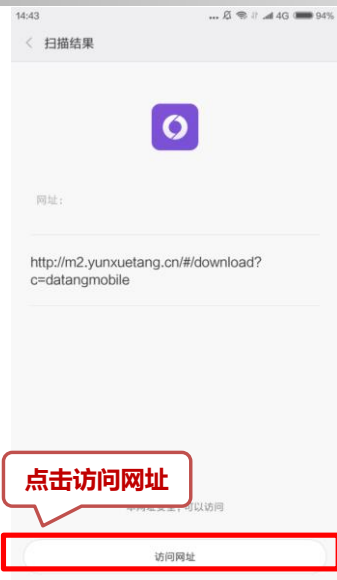 14:43 ... 4G 94%
扫描结果
网址：
http://m2.yunxuetang.cn/#/download?
c=datangmobile
点击访问网址
可以访问
访问网址